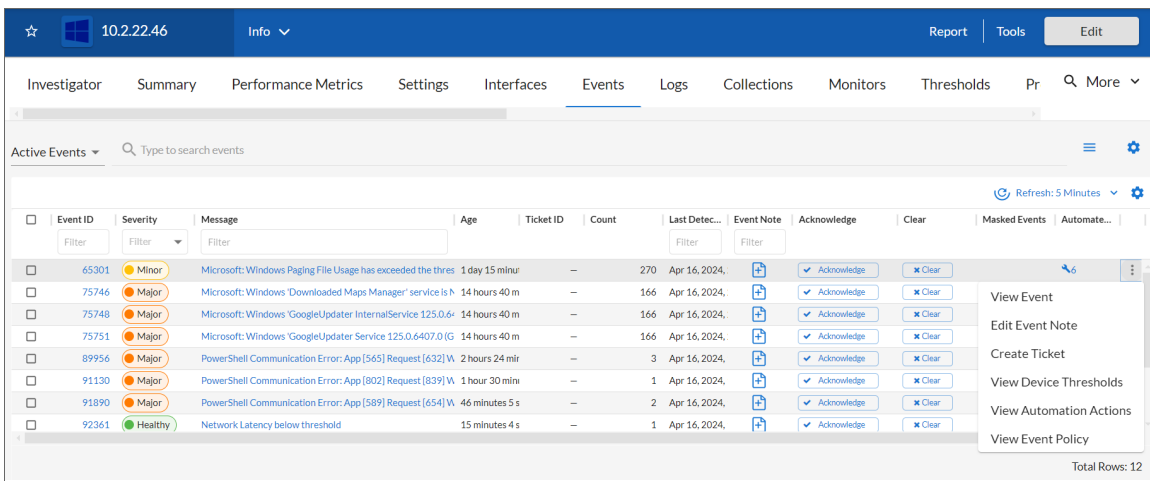 10.2.22.46 Info Report Tools Edit
Investigator Summary Performance Metrics Settings Interfaces Events Logs Collections Monitors Thresholds Pr More
Active Events Type to search events
Refresh: 5 Minutes
Event ID Severity Message Age Ticket ID Count Last Detec... Event Note Acknowledge Clear Masked Events Automate...
Filter Filter Filter Filter Filter
65301 Minor Microsoft: Windows Paging File Usage has exceeded the thres 1 day 15 minut – 270 Apr 16, 2024, Acknowledge Clear 6
75746 Major Microsoft: Windows 'Downloaded Maps Manager' service is N 14 hours 40 m – 166 Apr 16, 2024, Acknowledge Clear
75748 Major Microsoft: Windows 'GoogleUpdater InternalService 125.0.64 14 hours 40 m – 166 Apr 16, 2024, Acknowledge Clear
75751 Major Microsoft: Windows 'GoogleUpdater Service 125.0.6407.0 (G 14 hours 40 m – 166 Apr 16, 2024, Acknowledge Clear
89956 Major PowerShell Communication Error: App [565] Request [632] W 2 hours 24 min – 3 Apr 16, 2024, Acknowledge Clear
91130 Major PowerShell Communication Error: App [802] Request [839] W 1 hour 30 minu – 1 Apr 16, 2024, Acknowledge Clear
91890 Major PowerShell Communication Error: App [589] Request [654] W 46 minutes 5 s – 2 Apr 16, 2024, Acknowledge Clear
92361 Healthy Network Latency below threshold 15 minutes 4 s – 1 Apr 16, 2024, Acknowledge Clear
View Event
Edit Event Note
Create Ticket
View Device Thresholds
View Automation Actions
View Event Policy
Total Rows: 12